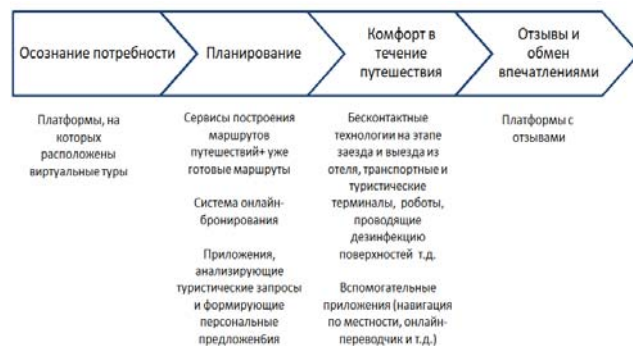 Осознание потребности
Планирование
Комфорт в
течение
путешествия
Отзывы и
обмен
впечатлениями
Платформы, на
которых
расположены
виртуальные туры
Сервисы построения
маршрутов
путешествий+ уже
готовые маршруты
Система онлайн-
бронирования
Приложения,
анализирующие
туристические запросы
и формирующие
персональные
предложенбия
Бесконтактные
технологии на этапе
заезда и выезда из
отеля, транспортные и
туристические
терминалы, роботы,
проводящие
дезинфекцию
поверхностей т.д.
Вспомогательные
приложения (навигация
по местности, онлайн-
переводчик и т.д.)
Платформы с
отзывами